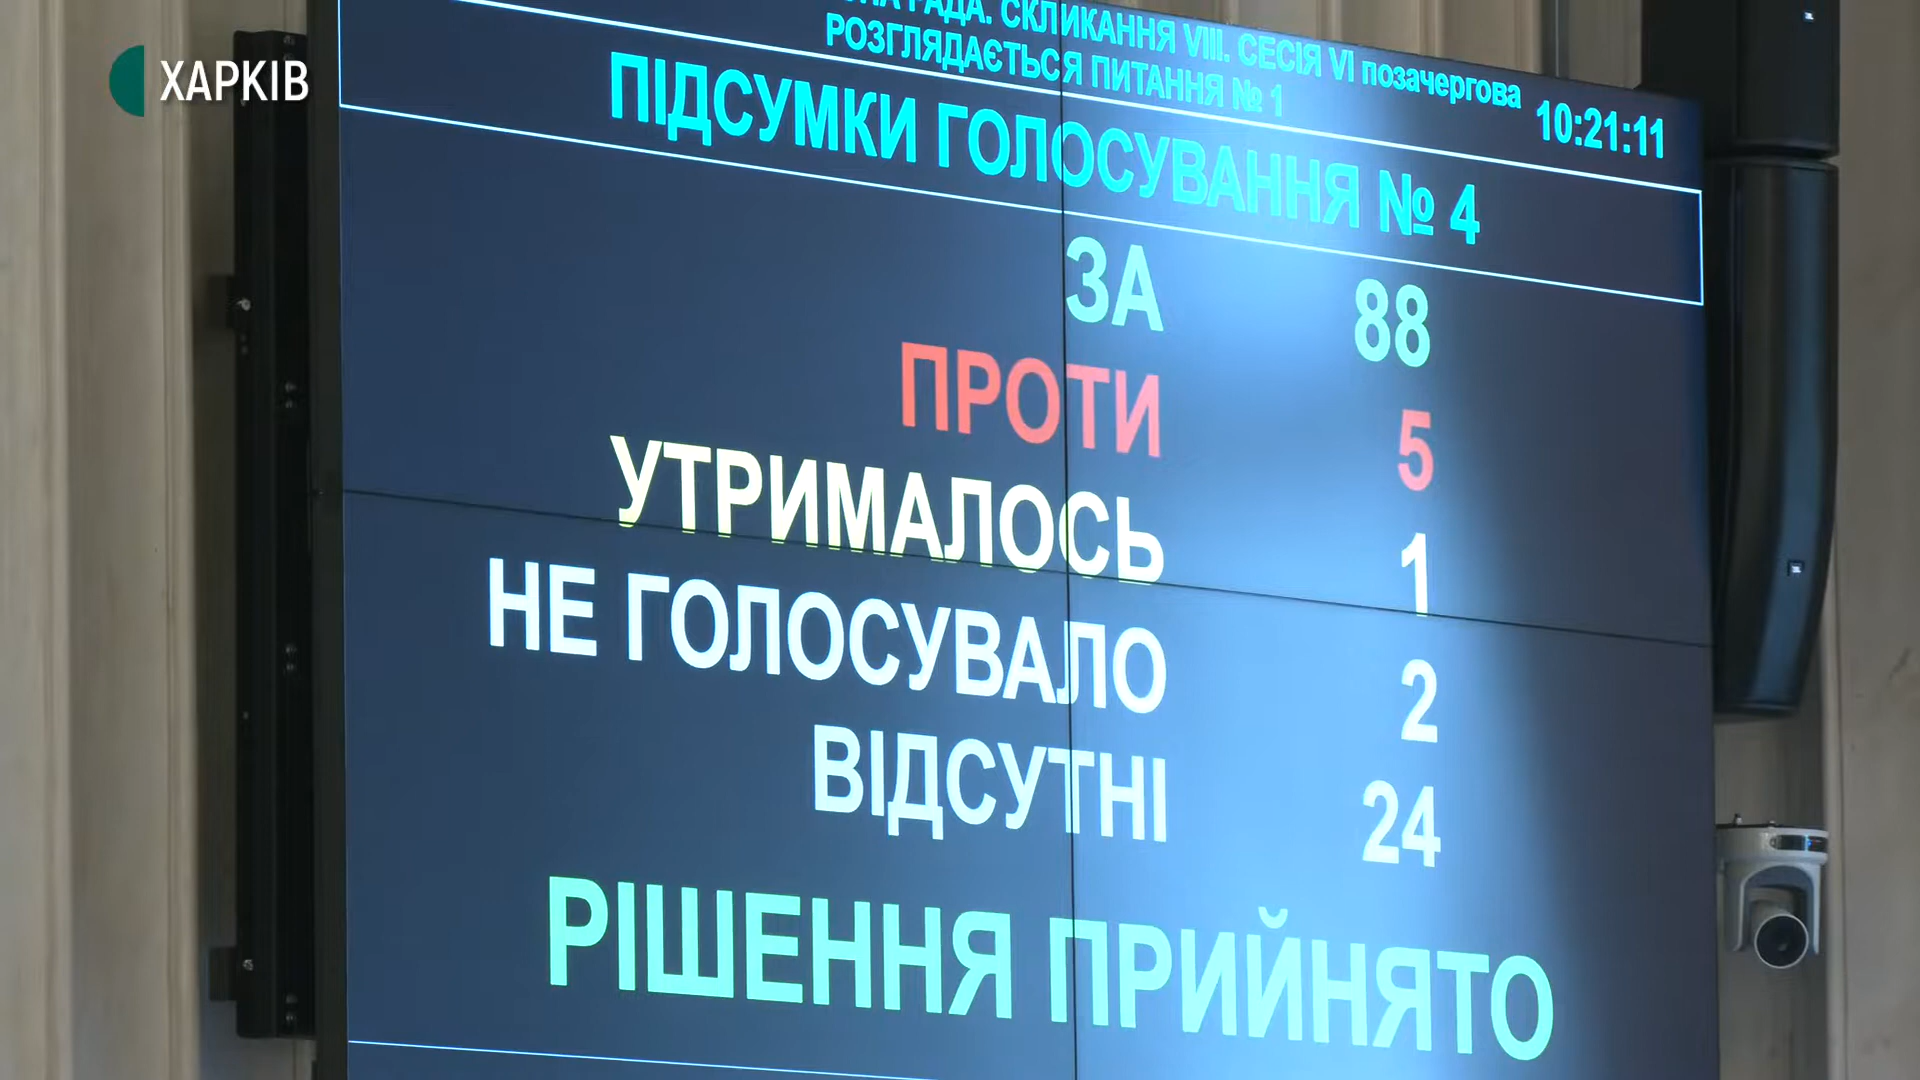 ХАРКІВ
РАДА. СКЛИКАННЯ VIII. СЕСІЯ VI позачергова
РОЗГЛЯДАЄТЬСЯ ПИТАННЯ № 1
10:21:11
ПІДСУМКИ ГОЛОСУВАННЯ № 4
ЗА 88
ПРОТИ 5
УТРИМАЛОСЬ 1
НЕ ГОЛОСУВАЛО 2
ВІДСУТНІ 24
РІШЕННЯ ПРИЙНЯТО